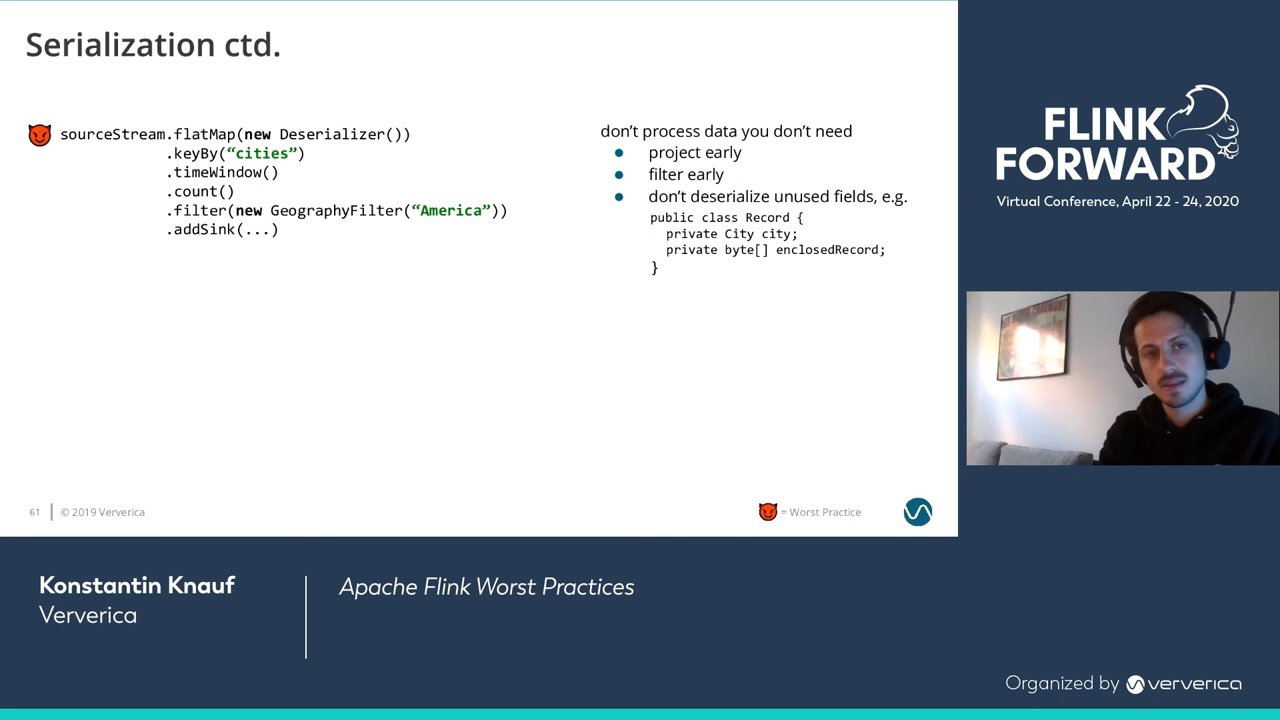 Serialization ctd.
sourceStream.flatMap(new Deserializer())
.keyBy(“cities”)
.timeWindow()
.count()
.filter(new GeographyFilter(“America”))
.addSink(...)
don’t process data you don’t need
● project early
● filter early
● don’t deserialize unused fields, e.g.
public class Record {
private City city;
private byte[] enclosedRecord;
}
61 | © 2019 Ververica
= Worst Practice
FLINK
FORWARD
Virtual Conference, April 22 - 24, 2020
Konstantin Knauf
Ververica
Apache Flink Worst Practices
Organized by ververica